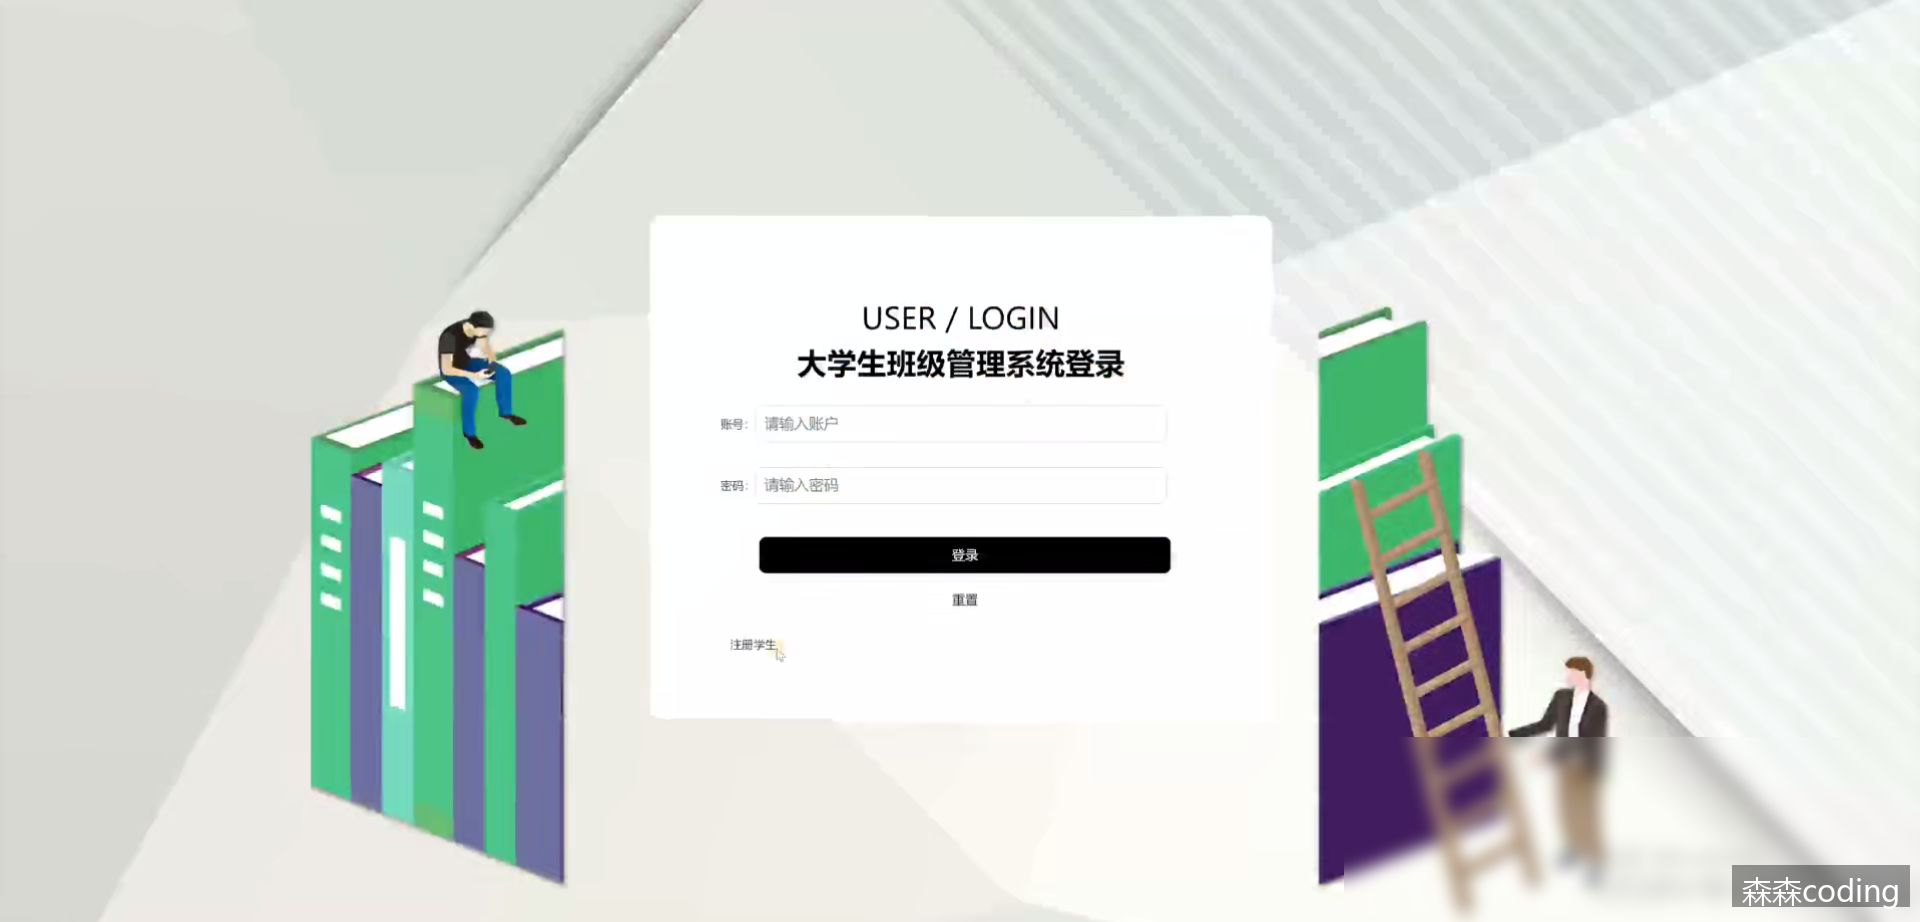 USER / LOGIN
大学生班级管理系统登录
账号： 请输入账户
密码： 请输入密码
登录
重置
注册学生
森森coding